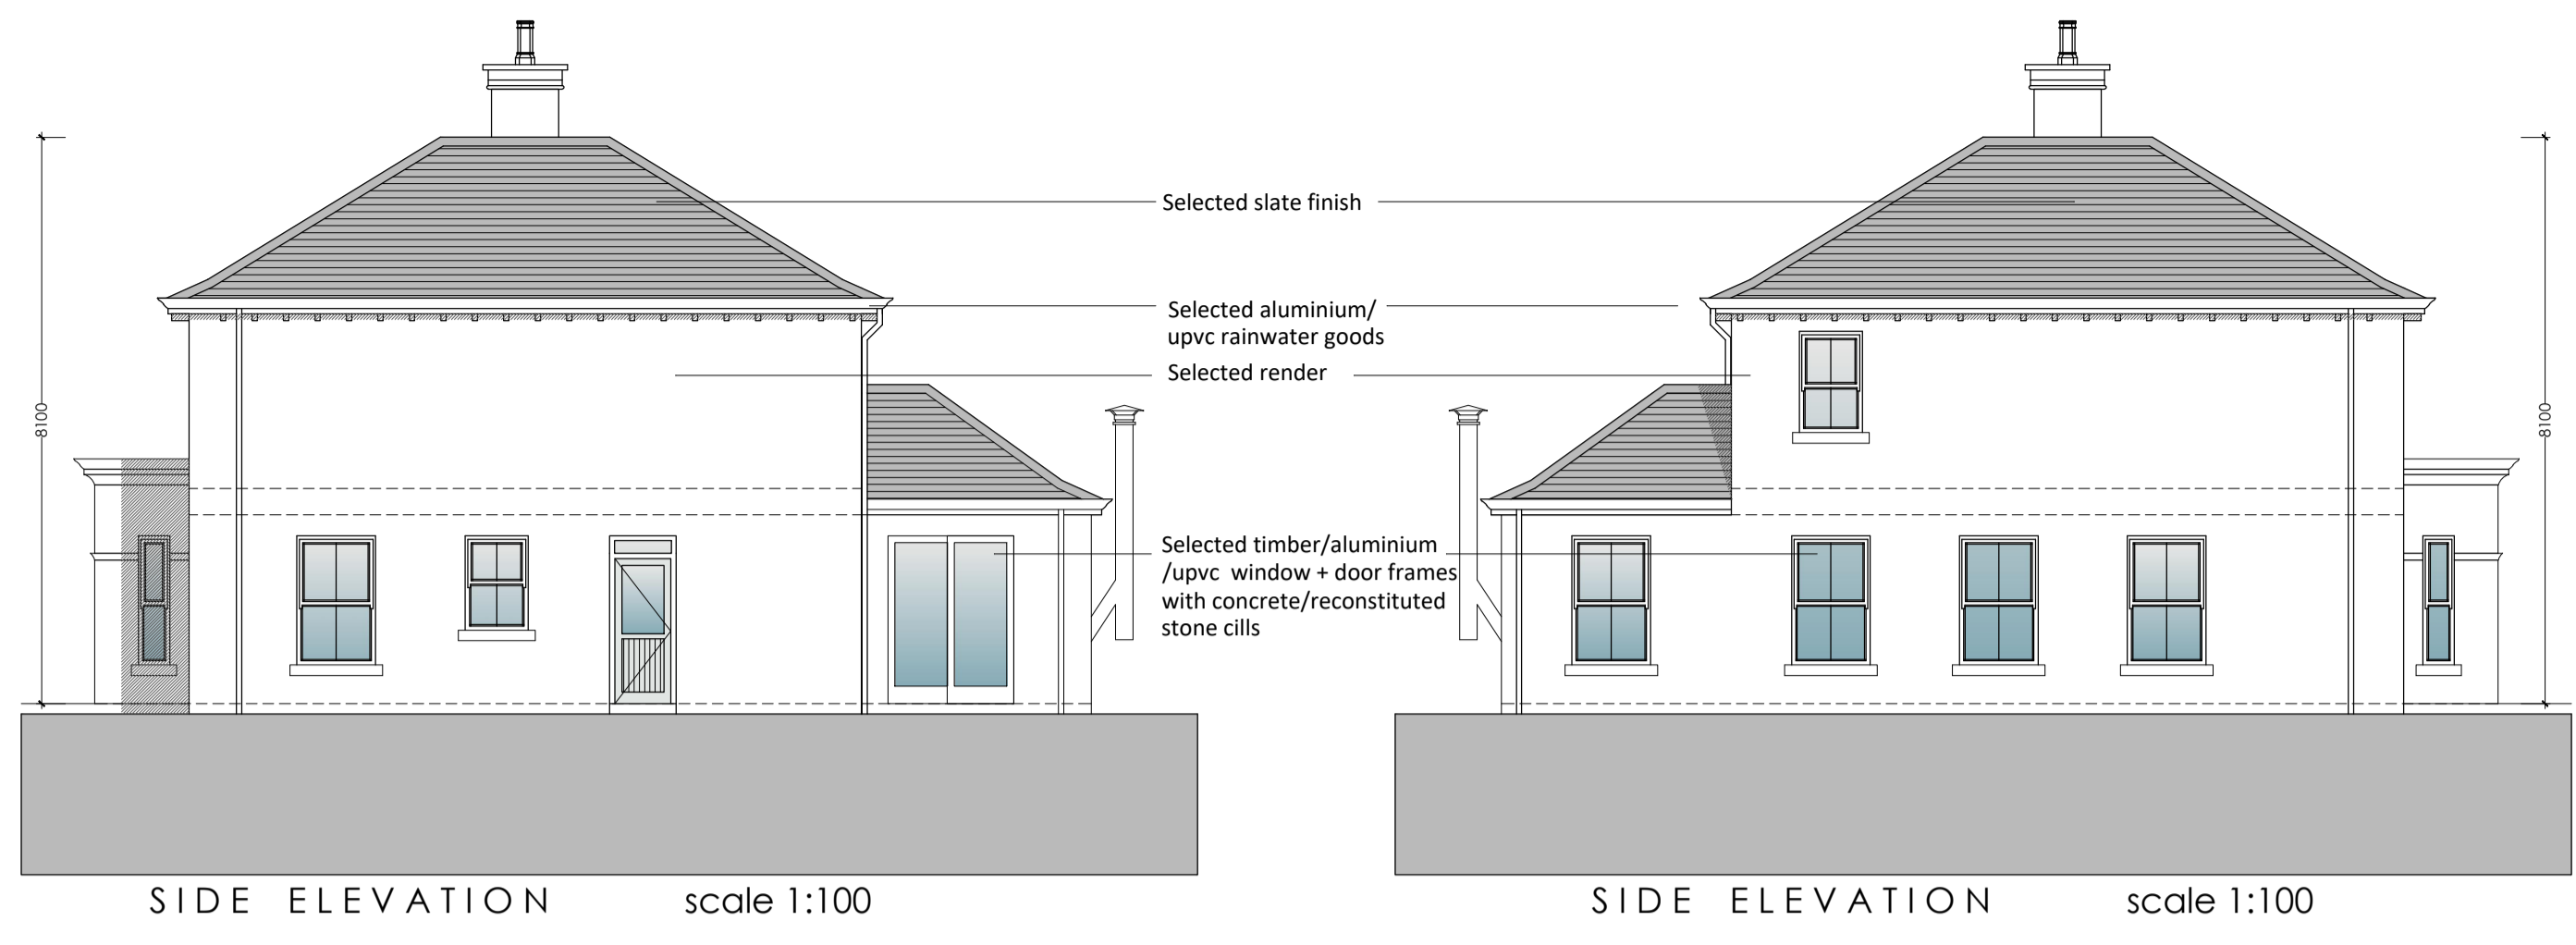 Selected slate finish
Selected aluminium/
upvc rainwater goods
Selected render
8100
8100
Selected timber/aluminium
/upvc window + door frames
with concrete/reconstituted
stone cills
SIDE ELEVATION scale 1:100
SIDE ELEVATION scale 1:100